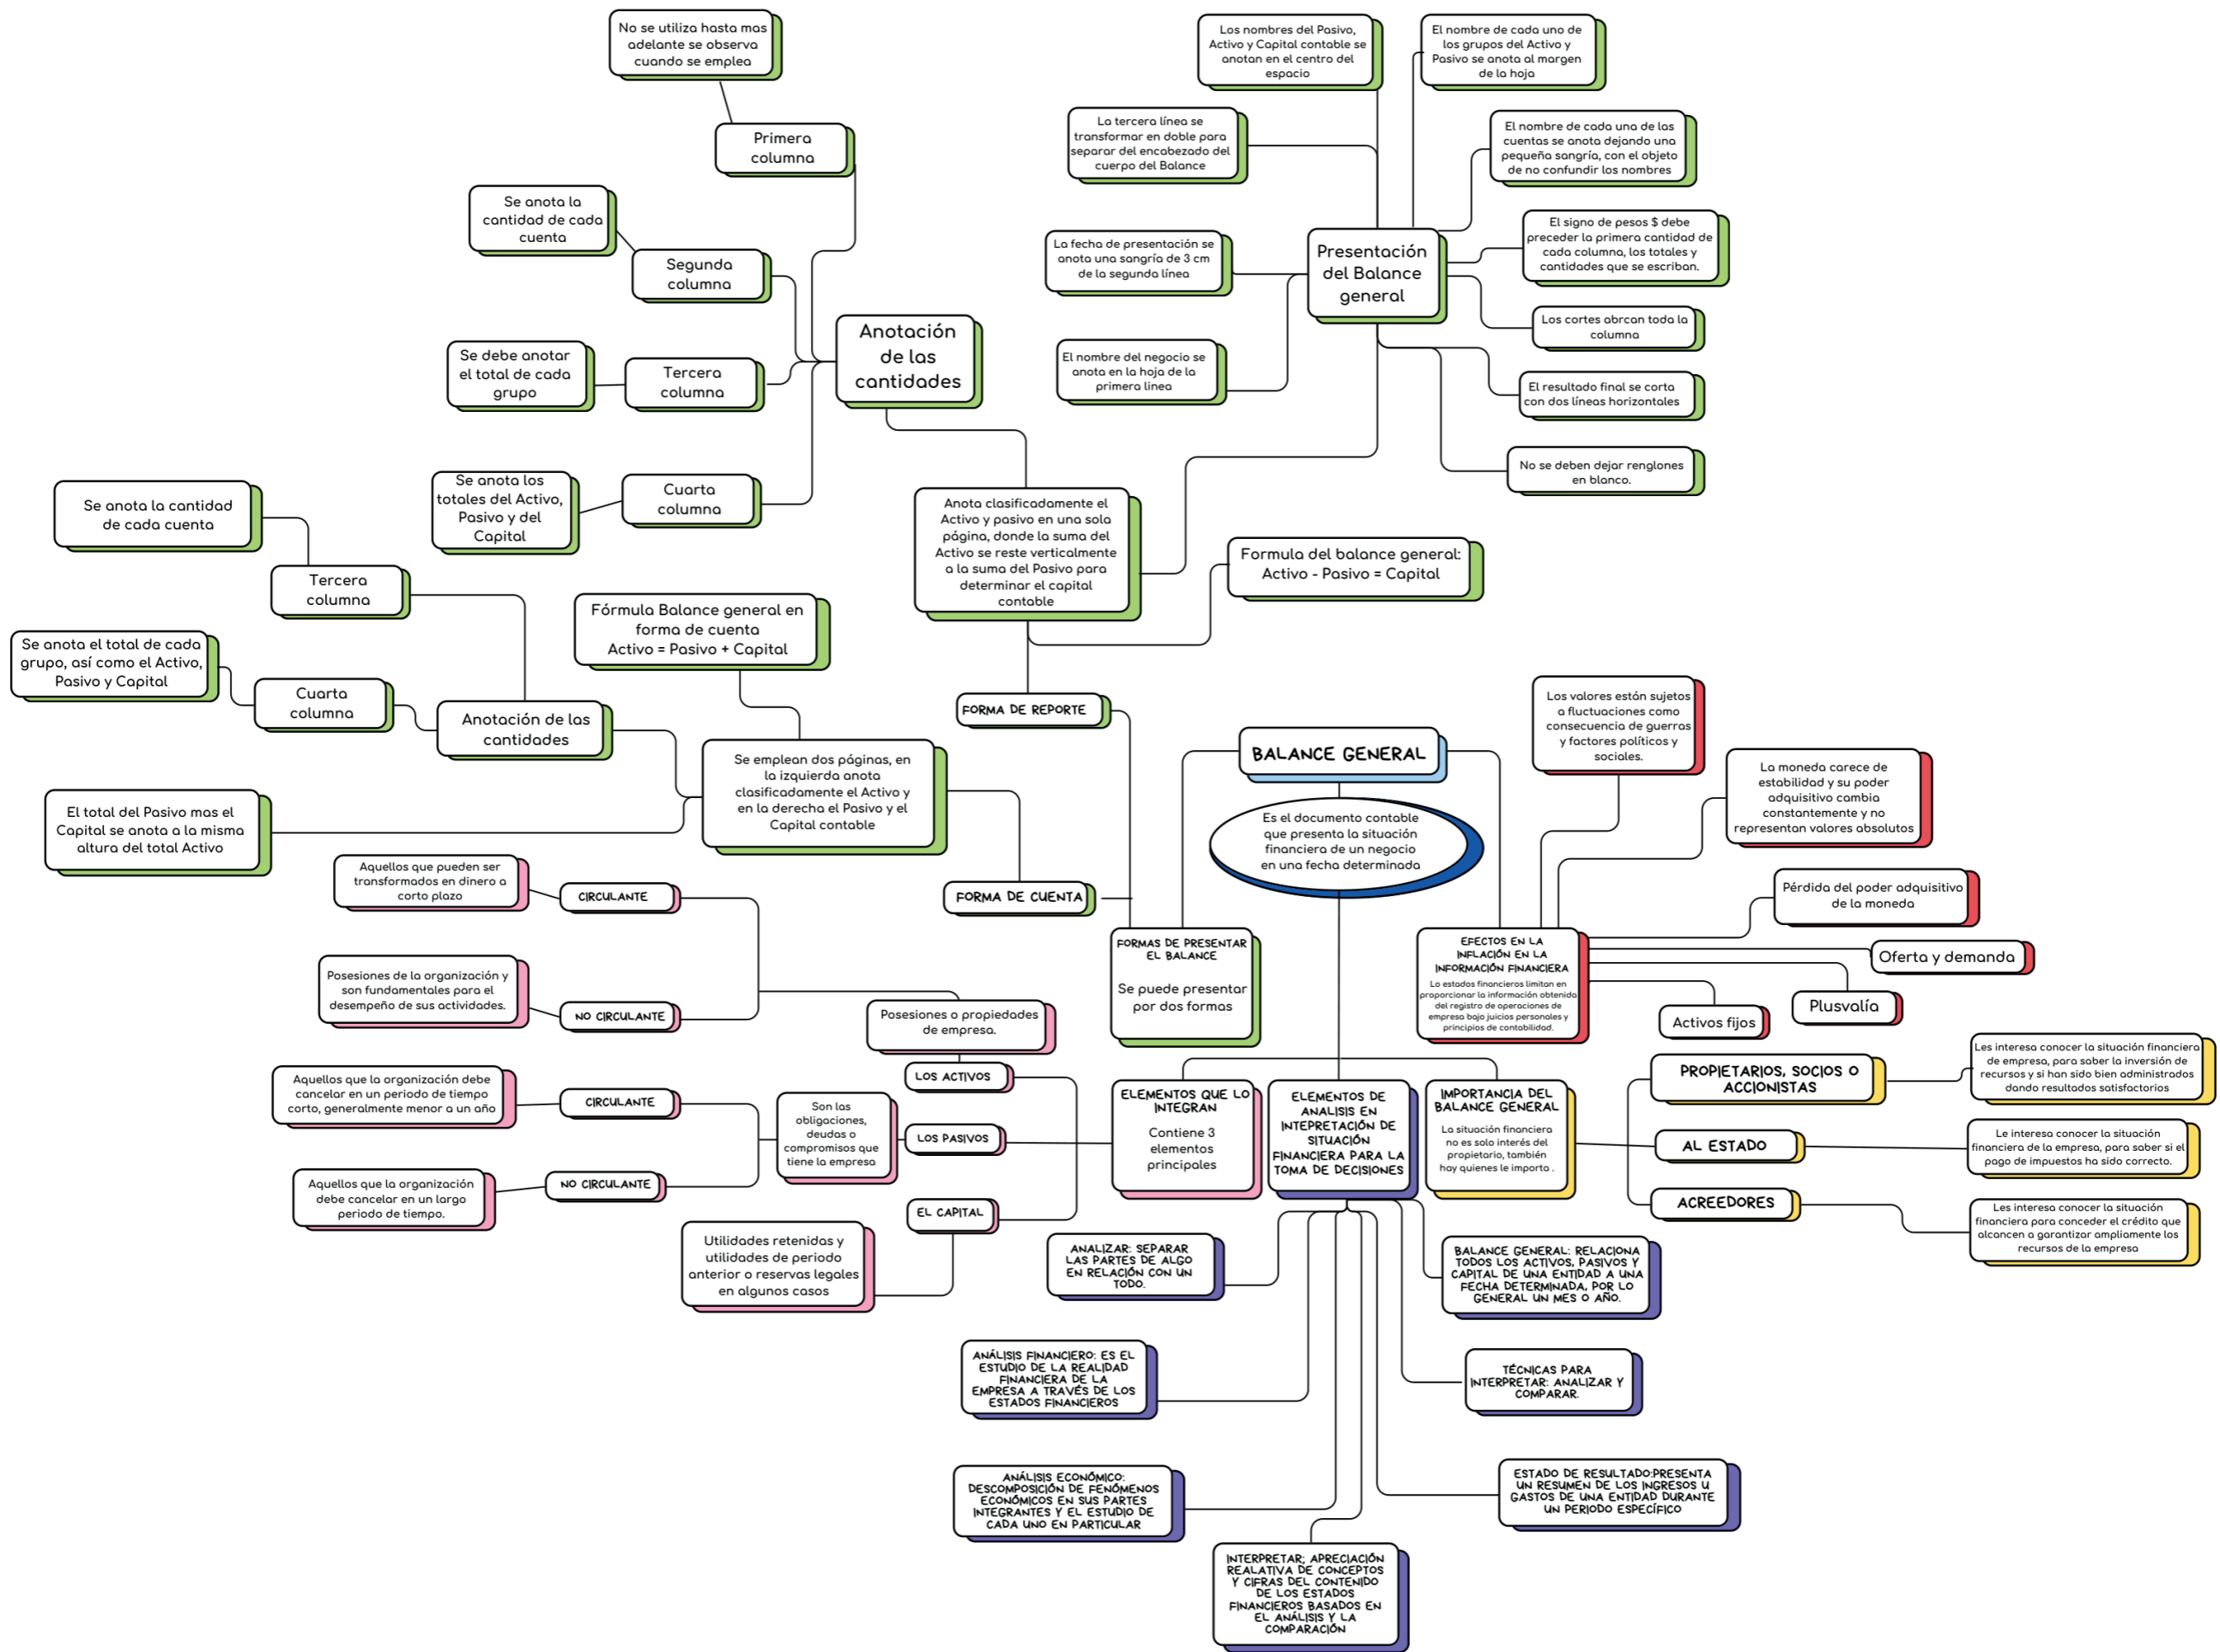 No se utiliza hasta mas
adelante se observa
cuando se emplea
Primera
columna
Se anota la
cantidad de cada
cuenta
Segunda
columna
Se debe anotar
el total de cada
grupo
Tercera
columna
Se anota los
totales del Activo,
Pasivo y del
Capital
Cuarta
columna
Anotación
de las
cantidades
Los nombres del Pasivo,
Activo y Capital contable se
anotan en el centro del
espacio
El nombre de cada uno de
los grupos del Activo y
Pasivo se anota al margen
de la hoja
La tercera línea se
transformar en doble para
separar del encabezado del
cuerpo del Balance
El nombre de cada una de las
cuentas se anota dejando una
pequeña sangría, con el objeto
de no confundir los nombres
La fecha de presentación se
anota una sangría de 3 cm
de la segunda línea
Presentación
del Balance
general
El signo de pesos $ debe
preceder la primera cantidad de
cada columna, los totales y
cantidades que se escriban.
Los cortes abrcan toda la
columna
El nombre del negocio se
anota en la hoja de la
primera linea
El resultado final se corta
con dos líneas horizontales
No se deben dejar renglones
en blanco.
Anota clasificadamente el
Activo y pasivo en una sola
página, donde la suma del
Activo se reste verticalmente
a la suma del Pasivo para
determinar el capital
contable
Formula del balance general:
Activo - Pasivo = Capital
Se anota la cantidad
de cada cuenta
Tercera
columna
Fórmula Balance general en
forma de cuenta
Activo = Pasivo + Capital
Se anota el total de cada
grupo, así como el Activo,
Pasivo y Capital
Cuarta
columna
Anotación de las
cantidades
Se emplean dos páginas, en
la izquierda anota
clasificadamente el Activo y
en la derecha el Pasivo y el
Capital contable
El total del Pasivo mas el
Capital se anota a la misma
altura del total Activo
FORMA DE REPORTE
FORMA DE CUENTA
BALANCE GENERAL
Es el documento contable
que presenta la situación
financiera de un negocio
en una fecha determinada
FORMAS DE PRESENTAR
EL BALANCE
Se puede presentar
por dos formas
Los valores están sujetos
a fluctuaciones como
consecuencia de guerras
y factores políticos y
sociales.
La moneda carece de
estabilidad y su poder
adquisitivo cambia
constantemente y no
representan valores absolutos
Pérdida del poder adquisitivo
de la moneda
Oferta y demanda
Plusvalía
Activos fijos
EFECTOS EN LA
INFLACIÓN EN LA
INFORMACIÓN FINANCIERA
Lo estados financieros limitan en
proporcionar la información obtenida
del registro de operaciones de
empresa bajo juicios personales y
principios de contabilidad.
Aquellos que pueden ser
transformados en dinero a
corto plazo
CIRCULANTE
Posesiones de la organización y
son fundamentales para el
desempeño de sus actividades.
NO CIRCULANTE
Posesiones o propiedades
de empresa.
LOS ACTIVOS
Aquellos que la organización debe
cancelar en un periodo de tiempo
corto, generalmente menor a un año
CIRCULANTE
Son las
obligaciones,
deudas o
compromisos que
tiene la empresa
LOS PASIVOS
Aquellos que la organización
debe cancelar en un largo
periodo de tiempo.
NO CIRCULANTE
EL CAPITAL
Utilidades retenidas y
utilidades de periodo
anterior o reservas legales
en algunos casos
ELEMENTOS QUE LO
INTEGRAN
Contiene 3
elementos
principales
ELEMENTOS DE
ANALISIS EN
INTEPRETACIÓN DE
SITUACIÓN
FINANCIERA PARA LA
TOMA DE DECISIONES
IMPORTANCIA DEL
BALANCE GENERAL
La situación financiera
no es solo interés del
propietario, también
hay quienes le importa .
PROPIETARIOS, SOCIOS O
ACCIONISTAS
Les interesa conocer la situación financiera
de empresa, para saber la inversión de
recursos y si han sido bien administrados
dando resultados satisfactorios
AL ESTADO
Le interesa conocer la situación
financiera de la empresa, para saber si el
pago de impuestos ha sido correcto.
ACREEDORES
Les interesa conocer la situación
financiera para conceder el crédito que
alcancen a garantizar ampliamente los
recursos de la empresa
ANALIZAR: SEPARAR
LAS PARTES DE ALGO
EN RELACIÓN CON UN
TODO.
BALANCE GENERAL: RELACIONA
TODOS LOS ACTIVOS, PASIVOS Y
CAPITAL DE UNA ENTIDAD A UNA
FECHA DETERMINADA, POR LO
GENERAL UN MES O AÑO.
ANÁLISIS FINANCIERO: ES EL
ESTUDIO DE LA REALIDAD
FINANCIERA DE LA
EMPRESA A TRAVÉS DE LOS
ESTADOS FINANCIEROS
TÉCNICAS PARA
INTERPRETAR: ANALIZAR Y
COMPARAR.
ANÁLISIS ECONÓMICO:
DESCOMPOSICIÓN DE FENÓMENOS
ECONÓMICOS EN SUS PARTES
INTEGRANTES Y EL ESTUDIO DE
CADA UNO EN PARTICULAR
ESTADO DE RESULTADO:PRESENTA
UN RESUMEN DE LOS INGRESOS U
GASTOS DE UNA ENTIDAD DURANTE
UN PERIODO ESPECÍFICO
INTERPRETAR; APRECIACIÓN
REALATIVA DE CONCEPTOS
Y CIFRAS DEL CONTENIDO
DE LOS ESTADOS
FINANCIEROS BASADOS EN
EL ANÁLISIS Y LA
COMPARACIÓN